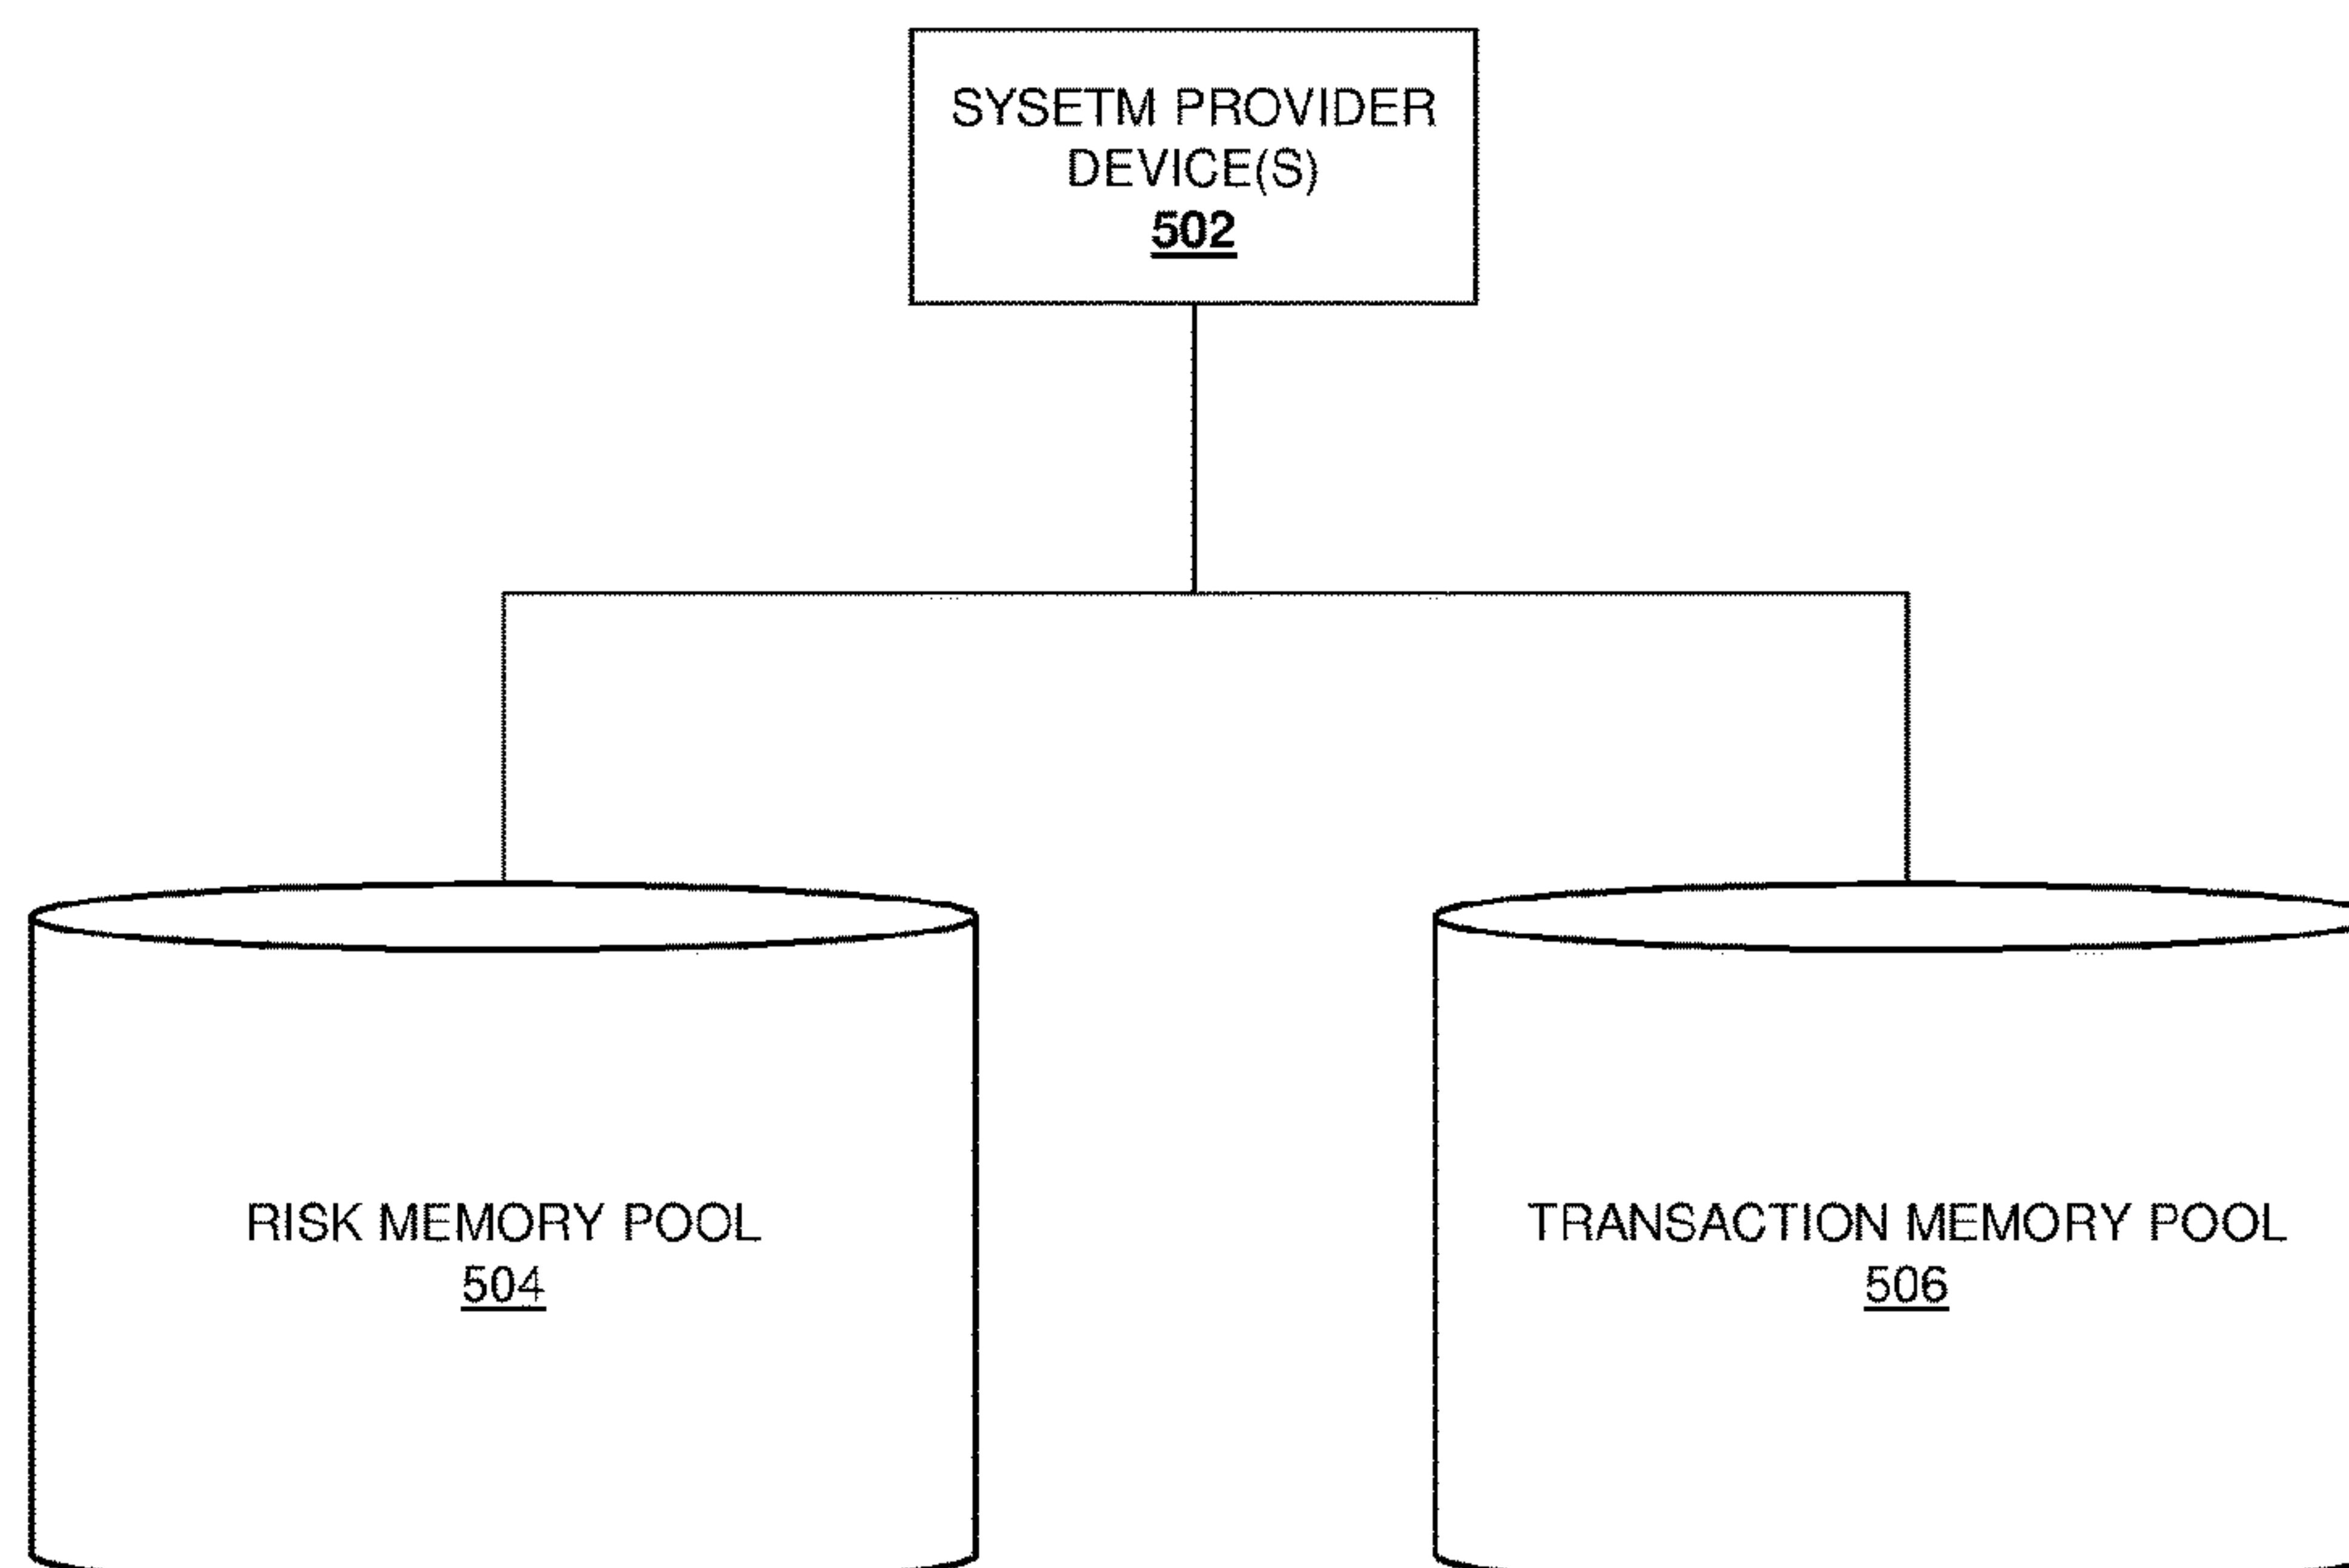 SYSETM PROVIDER
DEVICE(S)
502
RISK MEMORY POOL
504
TRANSACTION MEMORY POOL
506